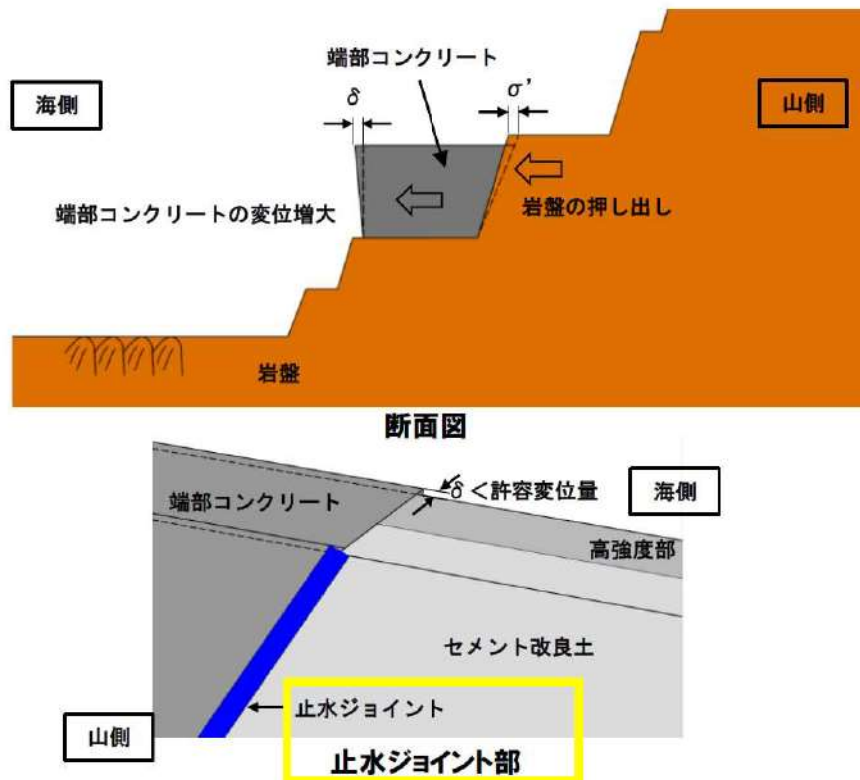 端部コンクリート
海側
δ
σ’
山側
端部コンクリートの変位増大
岩盤の押し出し
岩盤
断面図
端部コンクリート
δ<許容変位量
海側
高強度部
セメント改良土
山側
止水ジョイント
止水ジョイント部